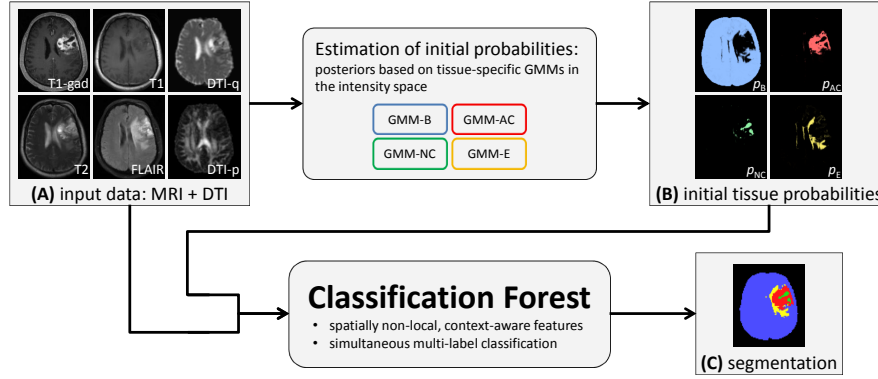 T1-gad
T1
DTI-q
T2
FLAIR
DTI-p
(A) input data: MRI + DTI
Estimation of initial probabilities:
posteriors based on tissue-specific GMMs in
the intensity space
GMM-B
GMM-AC
GMM-NC
GMM-E
pB
pAC
pNC
pE
(B) initial tissue probabilities
Classification Forest
• spatially non-local, context-aware features
• simultaneous multi-label classification
(C) segmentation